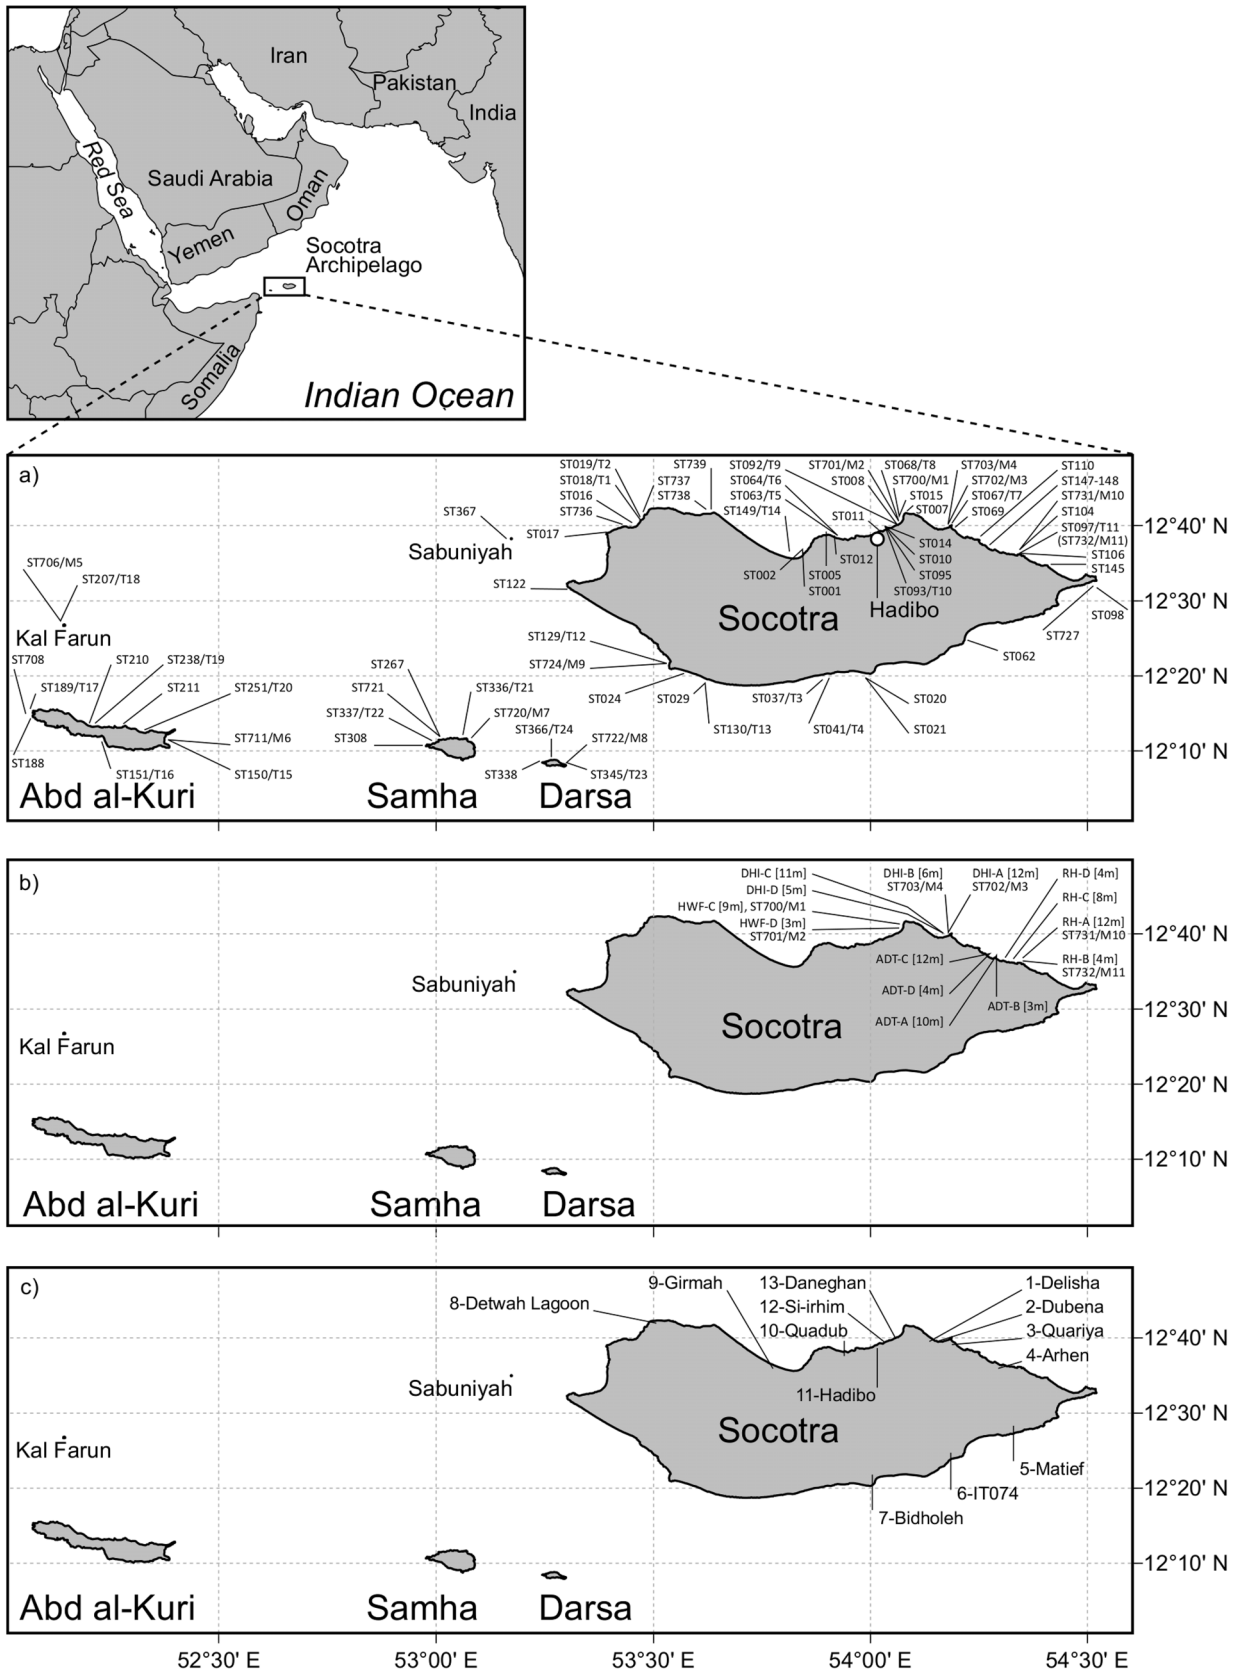 Iran
Pakistan
India
Red Sea
Saudi Arabia
Oman
Yemen
Socotra
Archipelago
Somalia
Indian Ocean
a)
ST019/T2
ST018/T1
ST016
ST736
ST017
ST739
ST737
ST738
ST092/T9
ST064/T6
ST063/T5
ST149/T14
ST701/M2
ST008
ST068/T8
ST700/M1
ST015
ST007
ST703/M4
ST702/M3
ST067/T7
ST069
ST110
ST147-148
ST731/M10
ST104
ST097/T11
(ST732/M11)
ST106
ST145
ST367
Sabuniyah
ST011
ST014
ST012
ST010
ST002
ST005
ST095
ST001
ST093/T10
Hadibo
Socotra
ST122
ST098
ST727
ST062
ST706/M5
ST207/T18
Kal Farun
ST129/T12
ST724/M9
ST024
ST029
ST037/T3
ST020
ST130/T13
ST041/T4
ST021
ST708
ST210
ST238/T19
ST189/T17
ST211
ST251/T20
ST711/M6
ST188
ST151/T16
ST150/T15
ST267
ST721
ST336/T21
ST337/T22
ST720/M7
ST308
ST366/T24
ST722/M8
ST338
ST345/T23
Abd al-Kuri
Samha
Darsa
12°40' N
12°30' N
12°20' N
12°10' N
b)
DHI-C [11m]
DHI-D [5m]
HWF-C [9m], ST700/M1
HWF-D [3m]
ST701/M2
DHI-B [6m]
ST703/M4
DHI-A [12m]
ST702/M3
RH-D [4m]
RH-C [8m]
RH-A [12m]
ST731/M10
RH-B [4m]
ST732/M11
ADT-C [12m]
ADT-D [4m]
ADT-B [3m]
ADT-A [10m]
Sabuniyah
Socotra
Kal Farun
Abd al-Kuri
Samha
Darsa
12°40' N
12°30' N
12°20' N
12°10' N
c)
9-Girmah
13-Daneghan
1-Delisha
8-Detwah Lagoon
12-Si-irhim
2-Dubena
10-Quadub
3-Quariya
4-Arhen
11-Hadibo
Sabuniyah
Socotra
Kal Farun
5-Matief
6-IT074
7-Bidholeh
Abd al-Kuri
Samha
Darsa
12°40' N
12°30' N
12°20' N
12°10' N
52°30' E
53°00' E
53°30' E
54°00' E
54°30' E